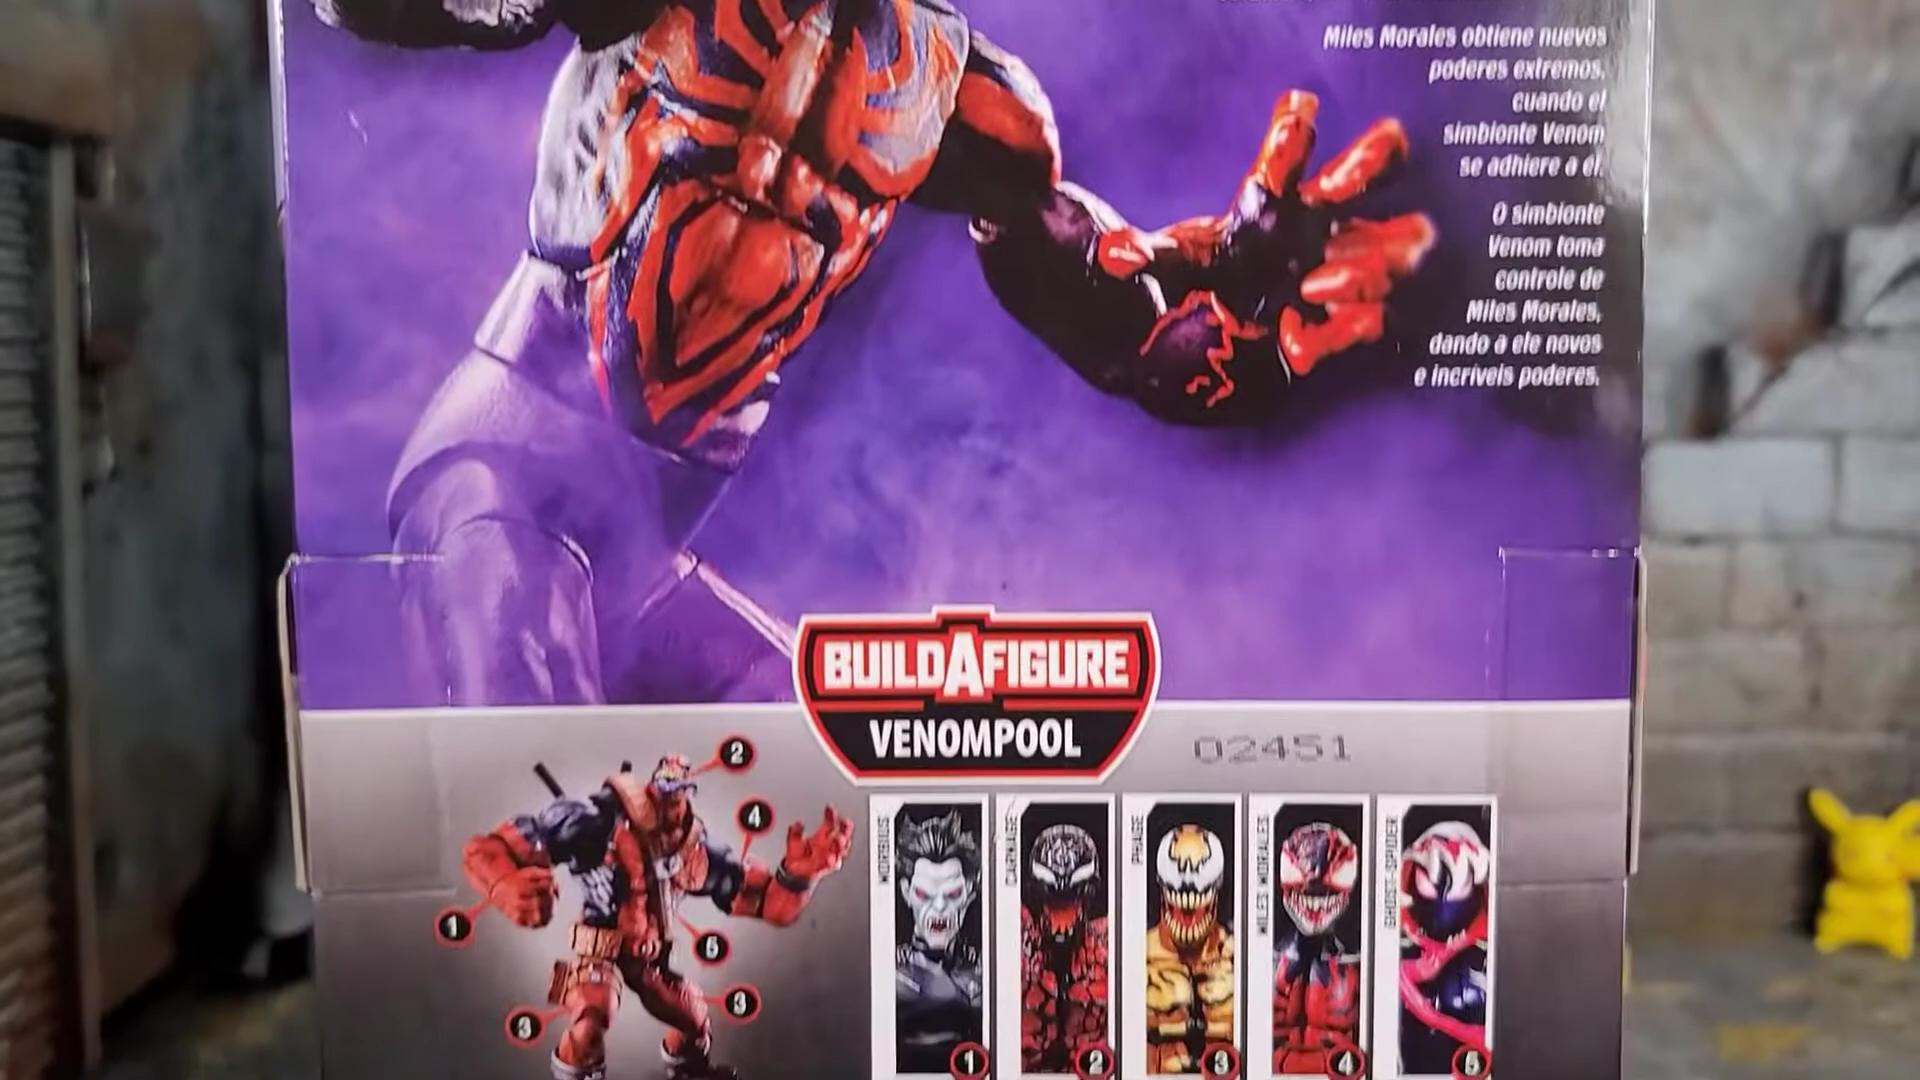 Miles Morales obtiene nuevos
poderes extremos,
cuando el
simbionte Venom
se adhiere a él.
O simbionte
Venom toma
controle de
Miles Morales,
dando a ele novos
e incríveis poderes.
BUILDAFIGURE
VENOMPOOL
02451
2
4
1
5
3
3
MORBIUS
CARNAGE
PHAGE
MILES MORALES
GHOST-SPIDER
1
2
3
4
5